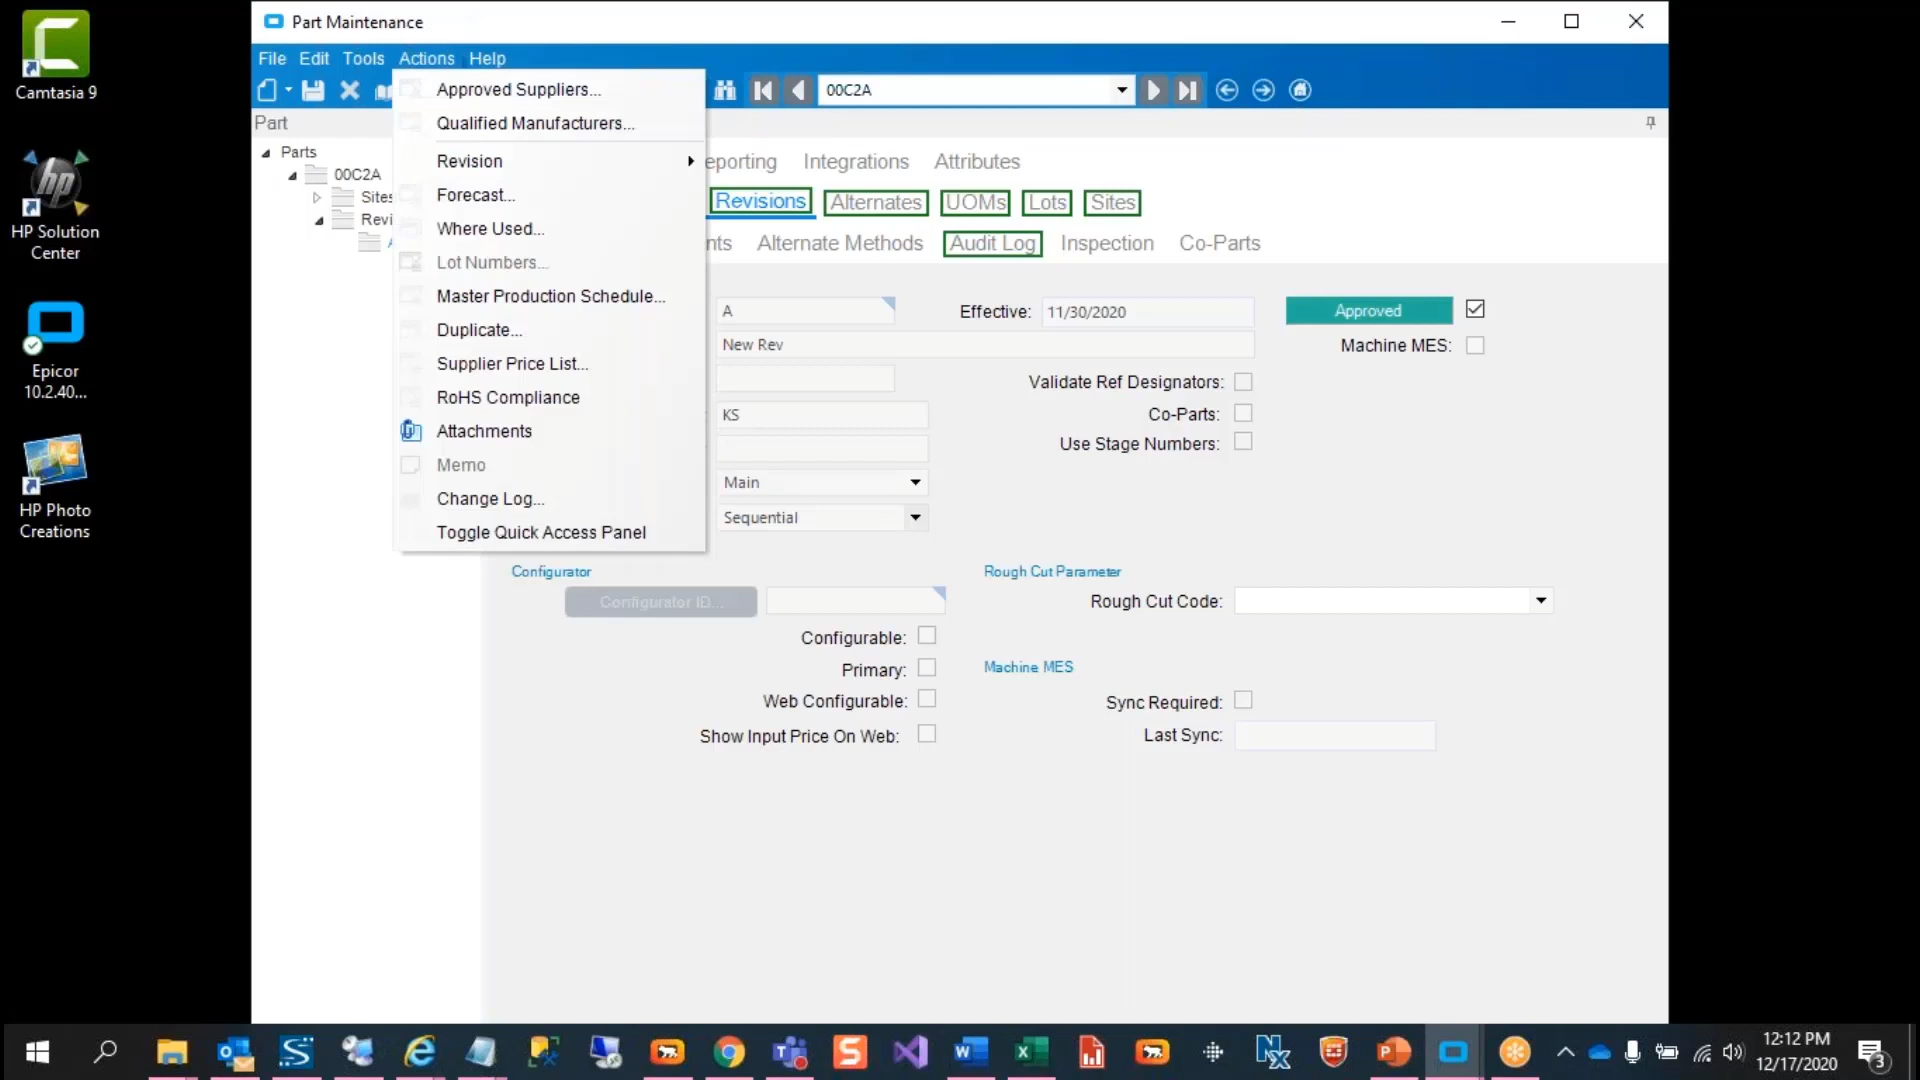 Camtasia 9
HP Solution
Center
Epicor
10.2.40...
HP Photo
Creations
Part Maintenance
File Edit Tools Actions Help
00C2A
Part
Parts
00C2A
Sites
Revi
Approved Suppliers...
Qualified Manufacturers...
Revision
Forecast...
Where Used...
Lot Numbers...
Master Production Schedule...
Duplicate...
Supplier Price List...
RoHS Compliance
Attachments
Memo
Change Log...
Toggle Quick Access Panel
eporting Integrations Attributes
Revisions Alternates UOMs Lots Sites
nts Alternate Methods Audit Log Inspection Co-Parts
A Effective: 11/30/2020 Approved
New Rev Machine MES:
Validate Ref Designators:
KS Co-Parts:
Use Stage Numbers:
Main
Sequential
Configurator Rough Cut Parameter
Configurator ID... Rough Cut Code:
Configurable:
Primary: Machine MES
Web Configurable: Sync Required:
Show Input Price On Web: Last Sync:
12:12 PM
12/17/2020
3